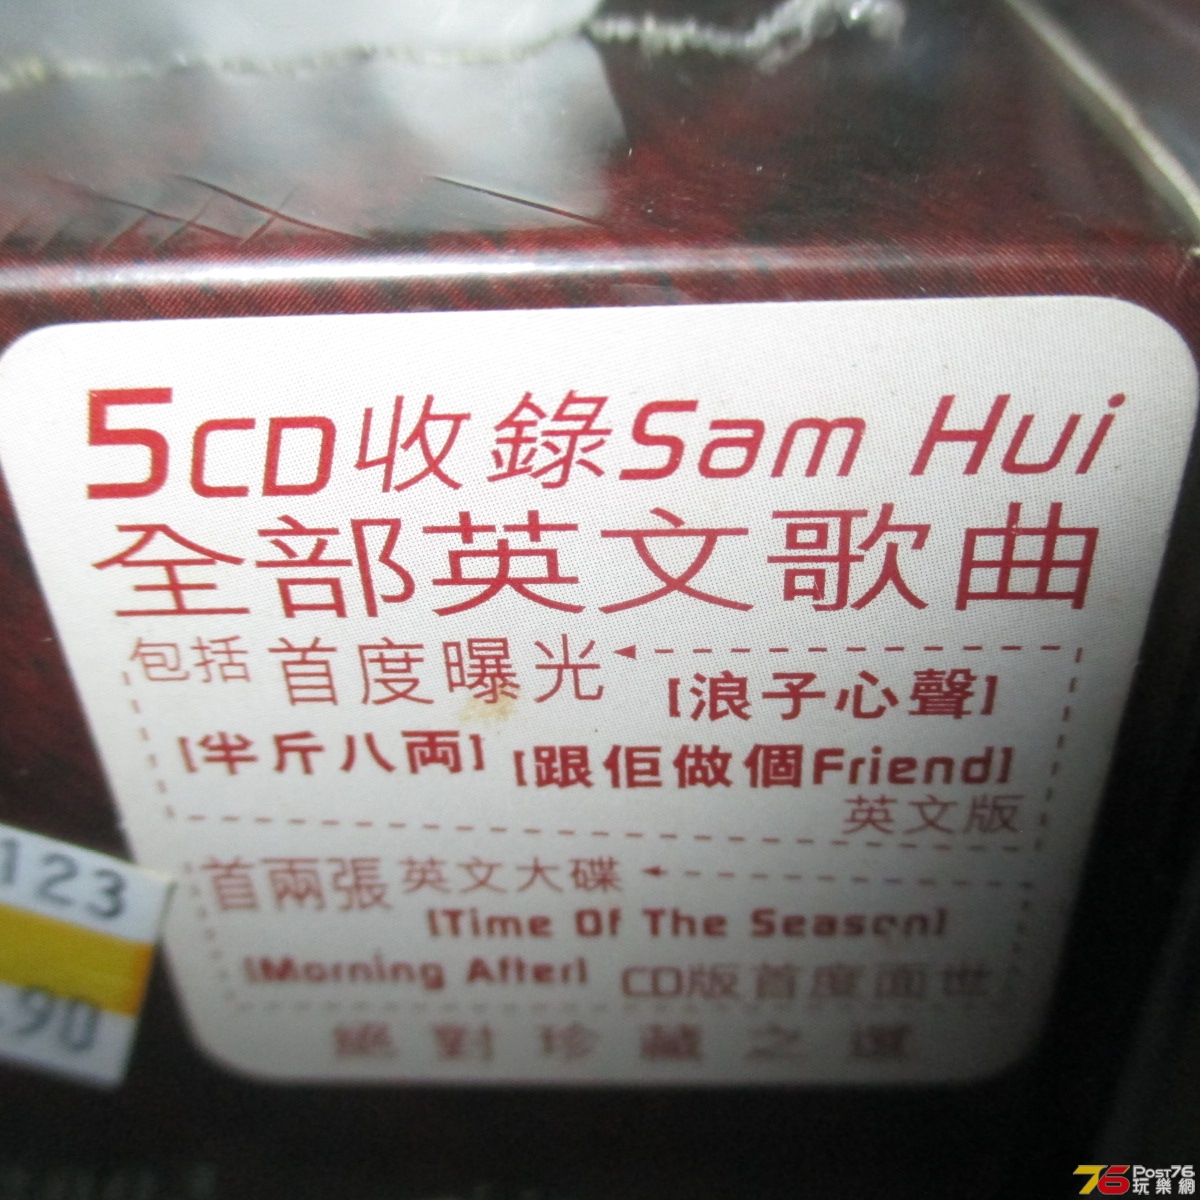 5CD收錄Sam Hui
全部英文歌曲
包括首度曝光
[浪子心聲]
[半斤八両] [跟佢做個Friend]
英文版
首兩張英文大碟
[Time Of The Season]
[Morning After] CD版首度面世
絕對珍藏之選
123
.90
Post76
玩樂網